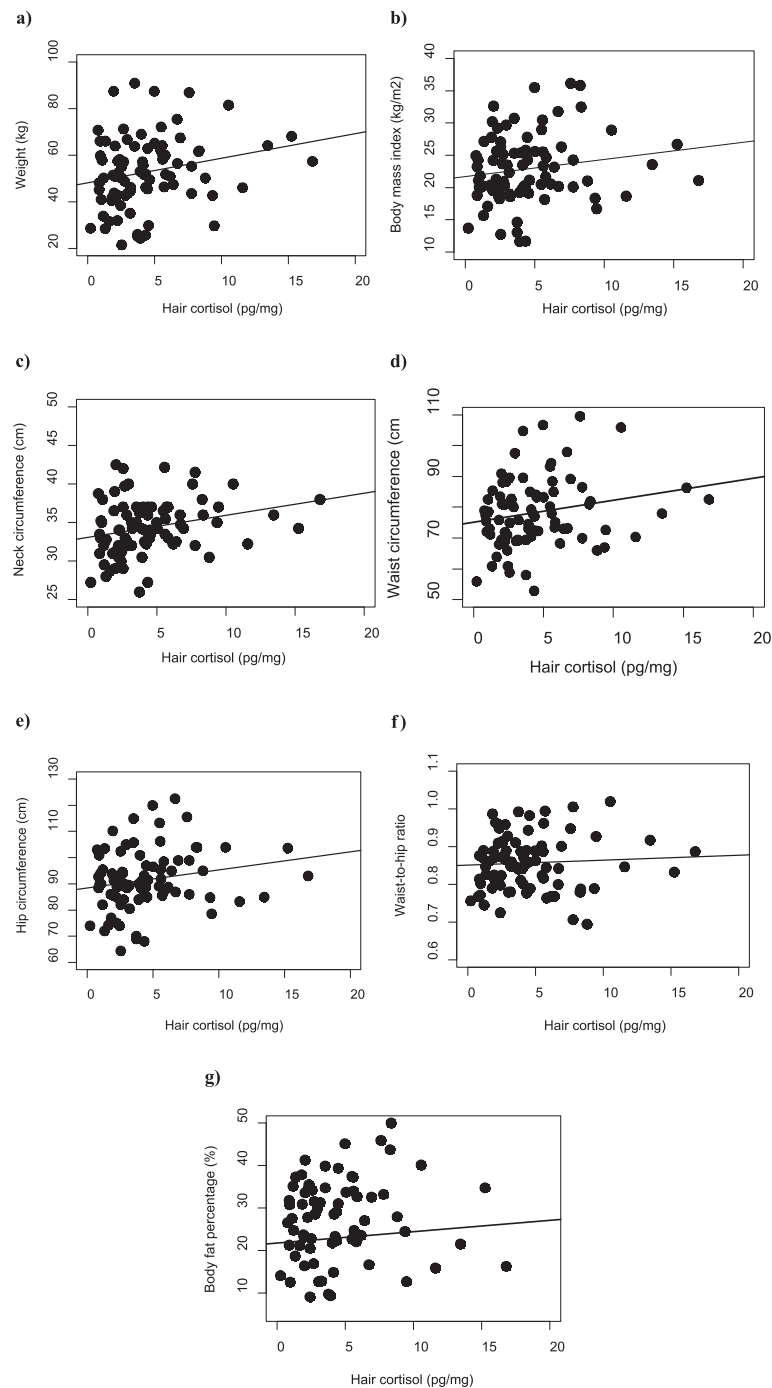 a)
Weight (kg)
100
80
60
40
20
0 5 10 15 20
Hair cortisol (pg/mg)
b)
Body mass index (kg/m2)
40
35
30
25
20
15
10
0 5 10 15 20
Hair cortisol (pg/mg)
c)
Neck circumference (cm)
50
45
40
35
30
25
0 5 10 15 20
Hair cortisol (pg/mg)
d)
Waist circumference (cm
110
90
70
50
0 5 10 15 20
Hair cortisol (pg/mg)
e)
Hip circumference (cm)
130
110
90
80
70
60
0 5 10 15 20
Hair cortisol (pg/mg)
f)
Waist-to-hip ratio
1.1
1.0
0.9
0.8
0.7
0.6
0 5 10 15 20
Hair cortisol (pg/mg)
g)
Body fat percentage (%)
50
40
30
20
10
0 5 10 15 20
Hair cortisol (pg/mg)